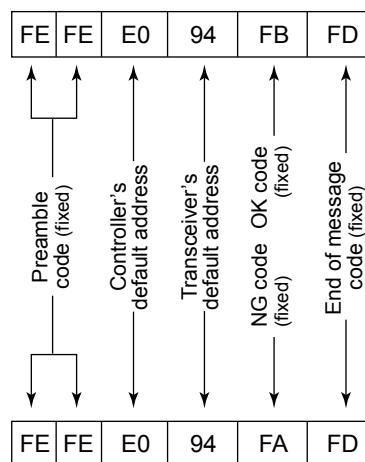 FE FE E0 94 FB FD
Preamble
code (fixed)
Controller's
default address
Transceiver's
default address
OK code
(fixed)
NG code
(fixed)
End of message
code (fixed)
FE FE E0 94 FA FD